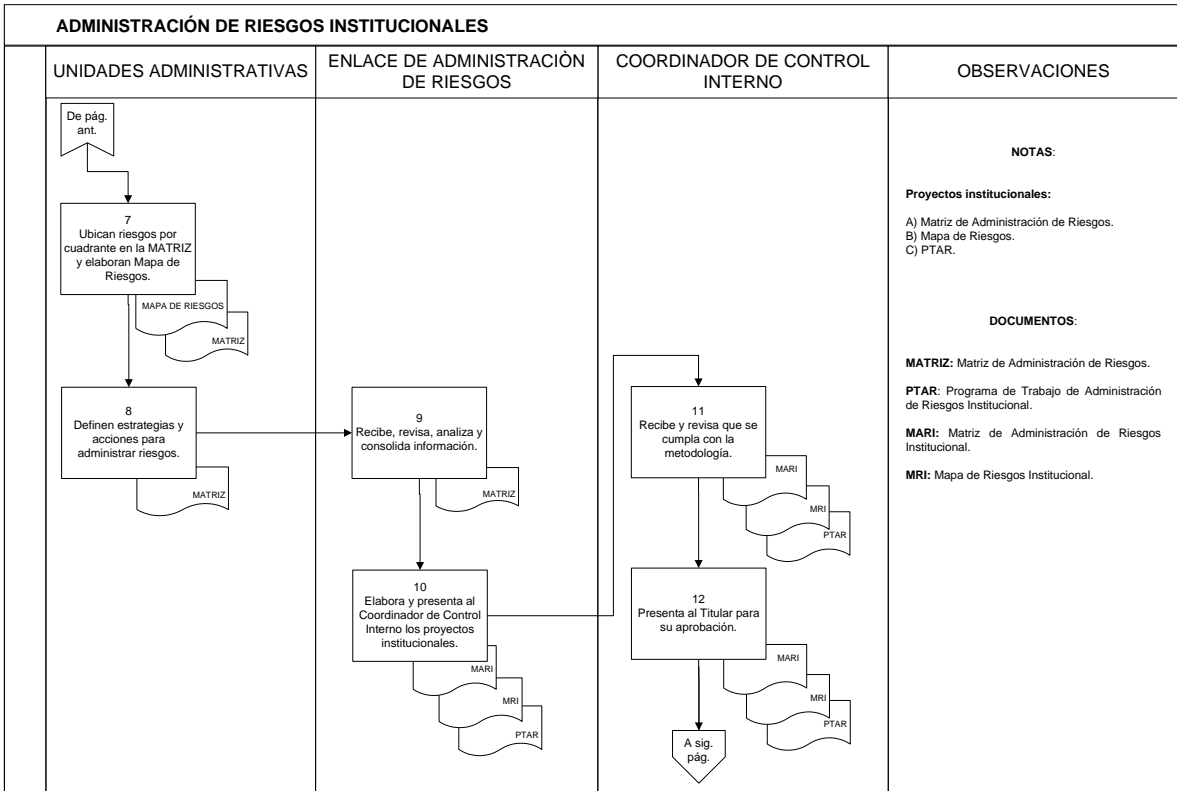 ADMINISTRACIÓN DE RIESGOS INSTITUCIONALES
UNIDADES ADMINISTRATIVAS
ENLACE DE ADMINISTRACIÒN
DE RIESGOS
COORDINADOR DE CONTROL
INTERNO
OBSERVACIONES
De pág.
ant.
7
Ubican riesgos por
cuadrante en la MATRIZ
y elaboran Mapa de
Riesgos.
MAPA DE RIESGOS
MATRIZ
8
Definen estrategias y
acciones para
administrar riesgos.
MATRIZ
9
Recibe, revisa, analiza y
consolida información.
MATRIZ
10
Elabora y presenta al
Coordinador de Control
Interno los proyectos
institucionales.
MARI
MRI
PTAR
11
Recibe y revisa que se
cumpla con la
metodología.
MARI
MRI
PTAR
12
Presenta al Titular para
su aprobación.
MARI
MRI
PTAR
A sig.
pág.
NOTAS:
Proyectos institucionales:
A) Matriz de Administración de Riesgos.
B) Mapa de Riesgos.
C) PTAR.
DOCUMENTOS:
MATRIZ: Matriz de Administración de Riesgos.
PTAR: Programa de Trabajo de Administración
de Riesgos Institucional.
MARI: Matriz de Administración de Riesgos
Institucional.
MRI: Mapa de Riesgos Institucional.